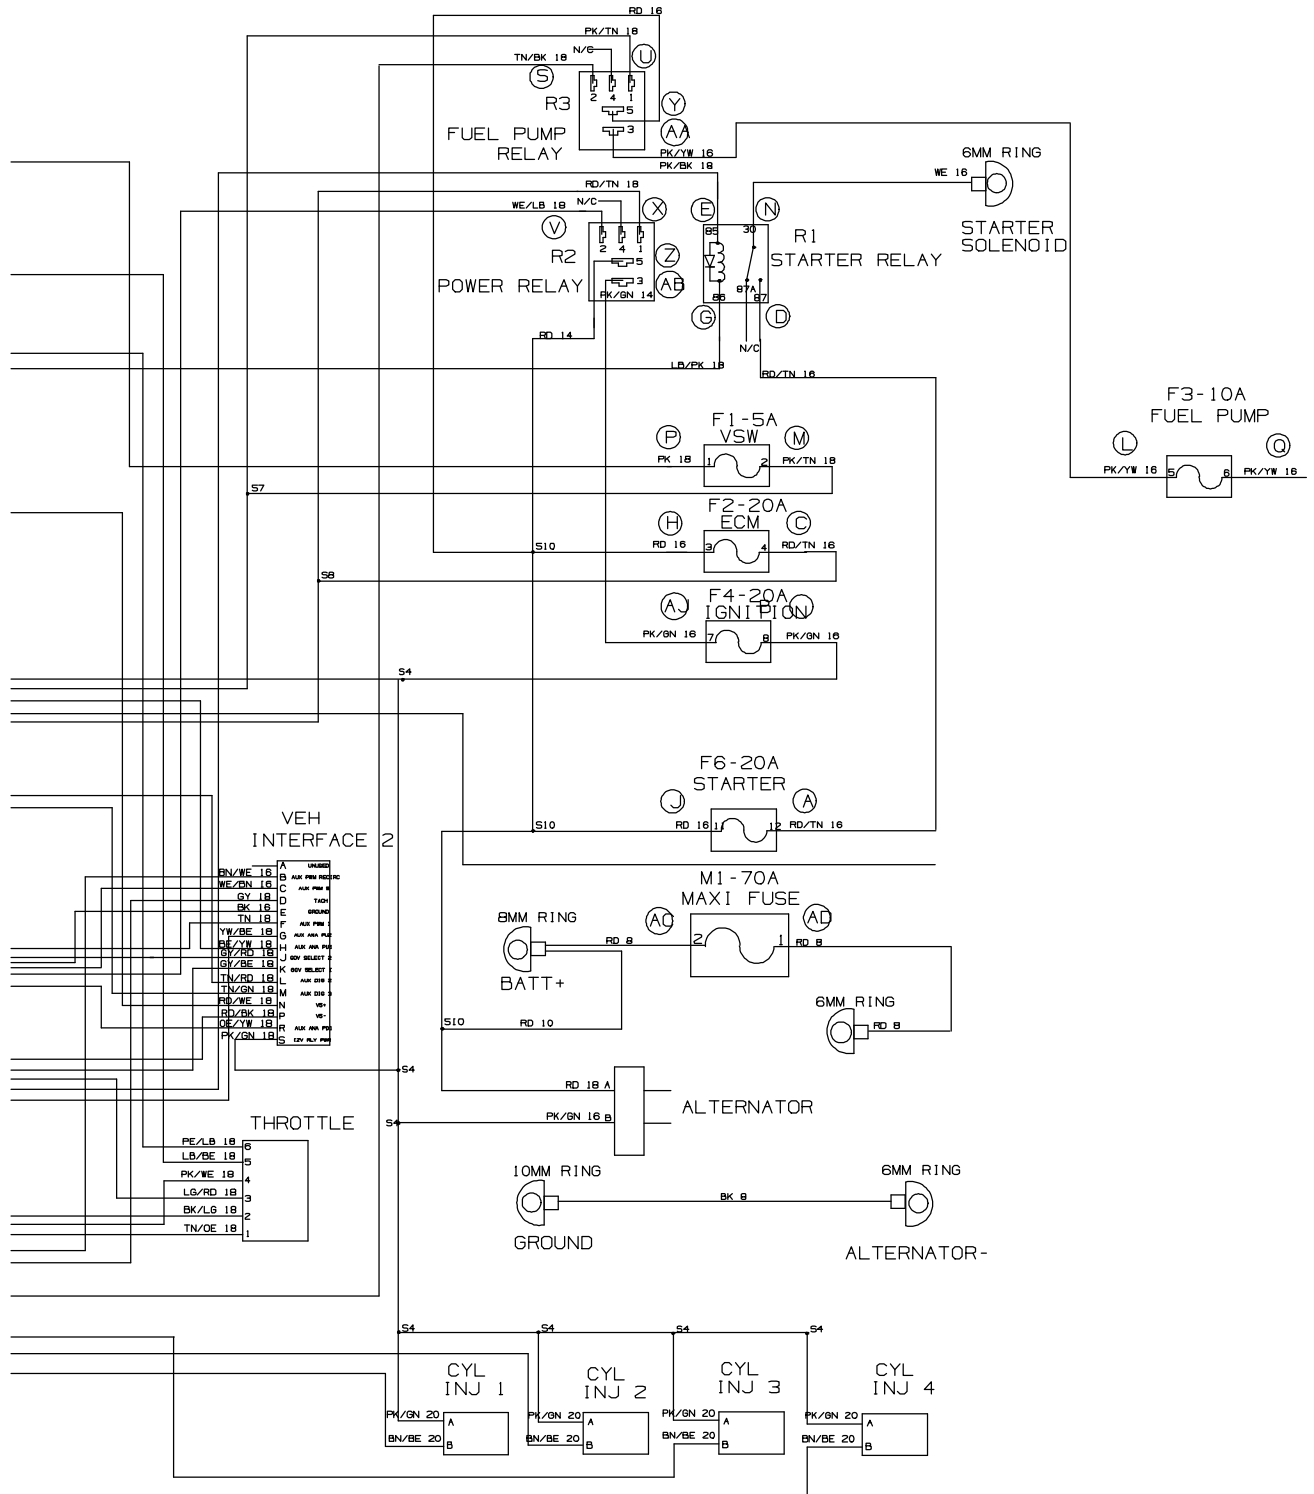 RD 16
PK/TN 18
N/C
U
TN/BK 18
S
2 4 1
R3
5
Y
FUEL PUMP
RELAY
3
AA
PK/YW 16
PK/BK 18
6MM RING
WE 16
STARTER
SOLENOID
RD/TN 18
N/C
WE/LB 18
X
V
E
N
85
30
2 4 1
R2
5
Z
R1
STARTER RELAY
POWER RELAY
3
AB
PK/GN 14
87A
86
87
G
D
RD 14
N/C
LB/PK 18
RD/TN 16
F3-10A
FUEL PUMP
L
Q
PK/YW 16
5
6
PK/YW 16
F1-5A
VSW
P
M
PK 18
1
2
PK/TN 18
S7
F2-20A
ECM
H
C
S10
RD 16
3
4
RD/TN 16
S8
F4-20A
IGNITION
AJ
B
PK/GN 16
7
8
PK/GN 16
S4
F6-20A
STARTER
J
A
S10
RD 16
11
12
RD/TN 16
VEH
INTERFACE 2
A UNUSED
BN/WE 16 B AUX PWM RECIRC
WE/BN 16 C AUX PWM
GY 18 D TACH
BK 16 E GROUND
TN 18 F AUX PWM 1
YW/BE 18 G AUX ANA
BE/YW 18 H AUX ANA
GY/RD 18 J GOV SELECT 2
GY/BE 18 K GOV SELECT 1
TN/RD 18 L AUX DIG 2
TN/GN 18 M AUX DIG 3
RD/WE 18 N VS+
RD/BK 18 P VS-
OE/YW 18 R AUX ANA
PK/GN 18 S 12V RLY PWR
M1-70A
MAXI FUSE
8MM RING
AC
AD
RD 8
2
1
RD 8
BATT+
6MM RING
S10
RD 10
RD 8
S4
RD 18 A
ALTERNATOR
PK/GN 16 B
S4
THROTTLE
PE/LB 18 6
LB/BE 18 5
PK/WE 18 4
LG/RD 18 3
BK/LG 18 2
TN/OE 18 1
10MM RING
6MM RING
BK 8
GROUND
ALTERNATOR-
S4
S4
S4
S4
CYL
INJ 1
CYL
INJ 2
CYL
INJ 3
CYL
INJ 4
PK/GN 20 A
PK/GN 20 A
PK/GN 20 A
PK/GN 20 A
BN/BE 20 B
BN/BE 20 B
BN/BE 20 B
BN/BE 20 B